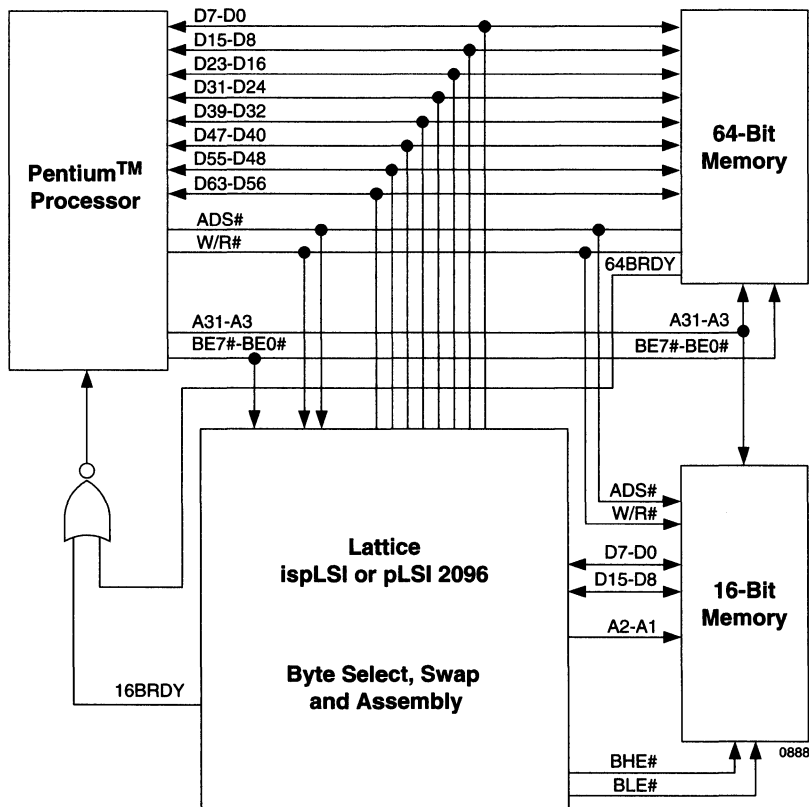 D7-D0
D15-D8
D23-D16
D31-D24
D39-D32
D47-D40
D55-D48
D63-D56
Pentium™
Processor
64-Bit
Memory
ADS#
W/R#
64BRDY
A31-A3
A31-A3
BE7#-BE0#
BE7#-BE0#
ADS#
W/R#
Lattice
ispLSI or pLSI 2096
D7-D0
D15-D8
16-Bit
Memory
A2-A1
Byte Select, Swap
and Assembly
16BRDY
0888
BHE#
BLE#